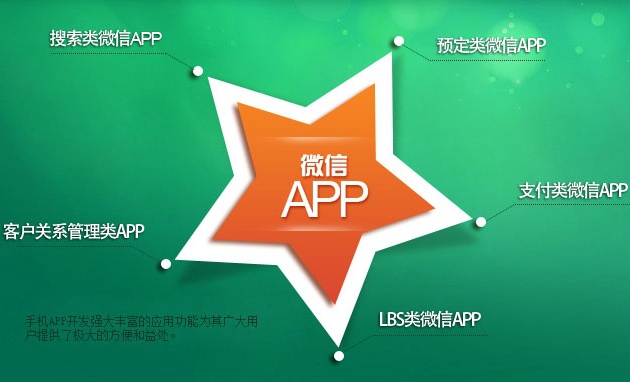 搜索类微信APP
预定类微信APP
微信
APP
支付类微信APP
客户关系管理类APP
LBS类微信APP
手机APP开发强大丰富的应用功能为其广大用
户提供了极大的方便和益处。